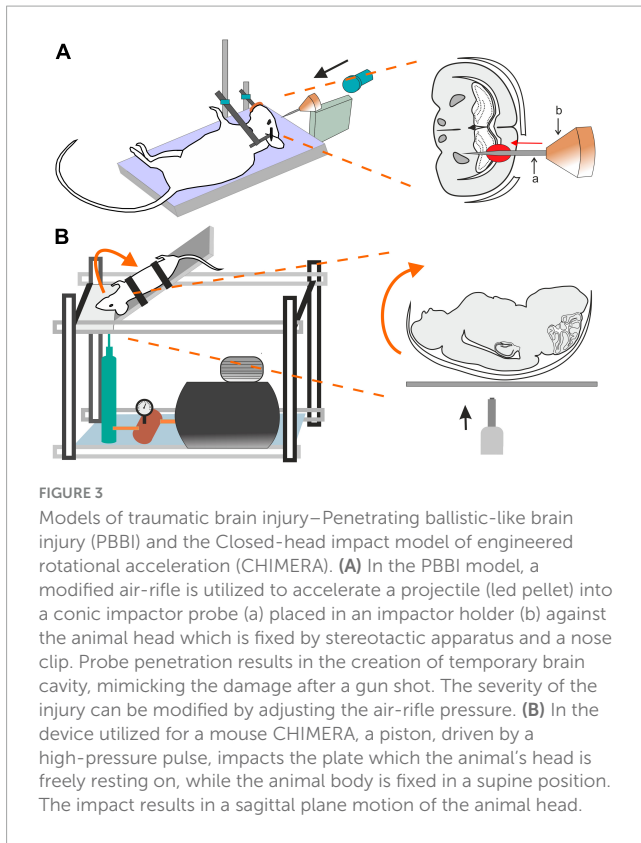 A
b
a
B
FIGURE 3
Models of traumatic brain injury–Penetrating ballistic-like brain
injury (PBBI) and the Closed-head impact model of engineered
rotational acceleration (CHIMERA). (A) In the PBBI model, a
modified air-rifle is utilized to accelerate a projectile (led pellet) into
a conic impactor probe (a) placed in an impactor holder (b) against
the animal head which is fixed by stereotactic apparatus and a nose
clip. Probe penetration results in the creation of temporary brain
cavity, mimicking the damage after a gun shot. The severity of the
injury can be modified by adjusting the air-rifle pressure. (B) In the
device utilized for a mouse CHIMERA, a piston, driven by a
high-pressure pulse, impacts the plate which the animal's head is
freely resting on, while the animal body is fixed in a supine position.
The impact results in a sagittal plane motion of the animal head.